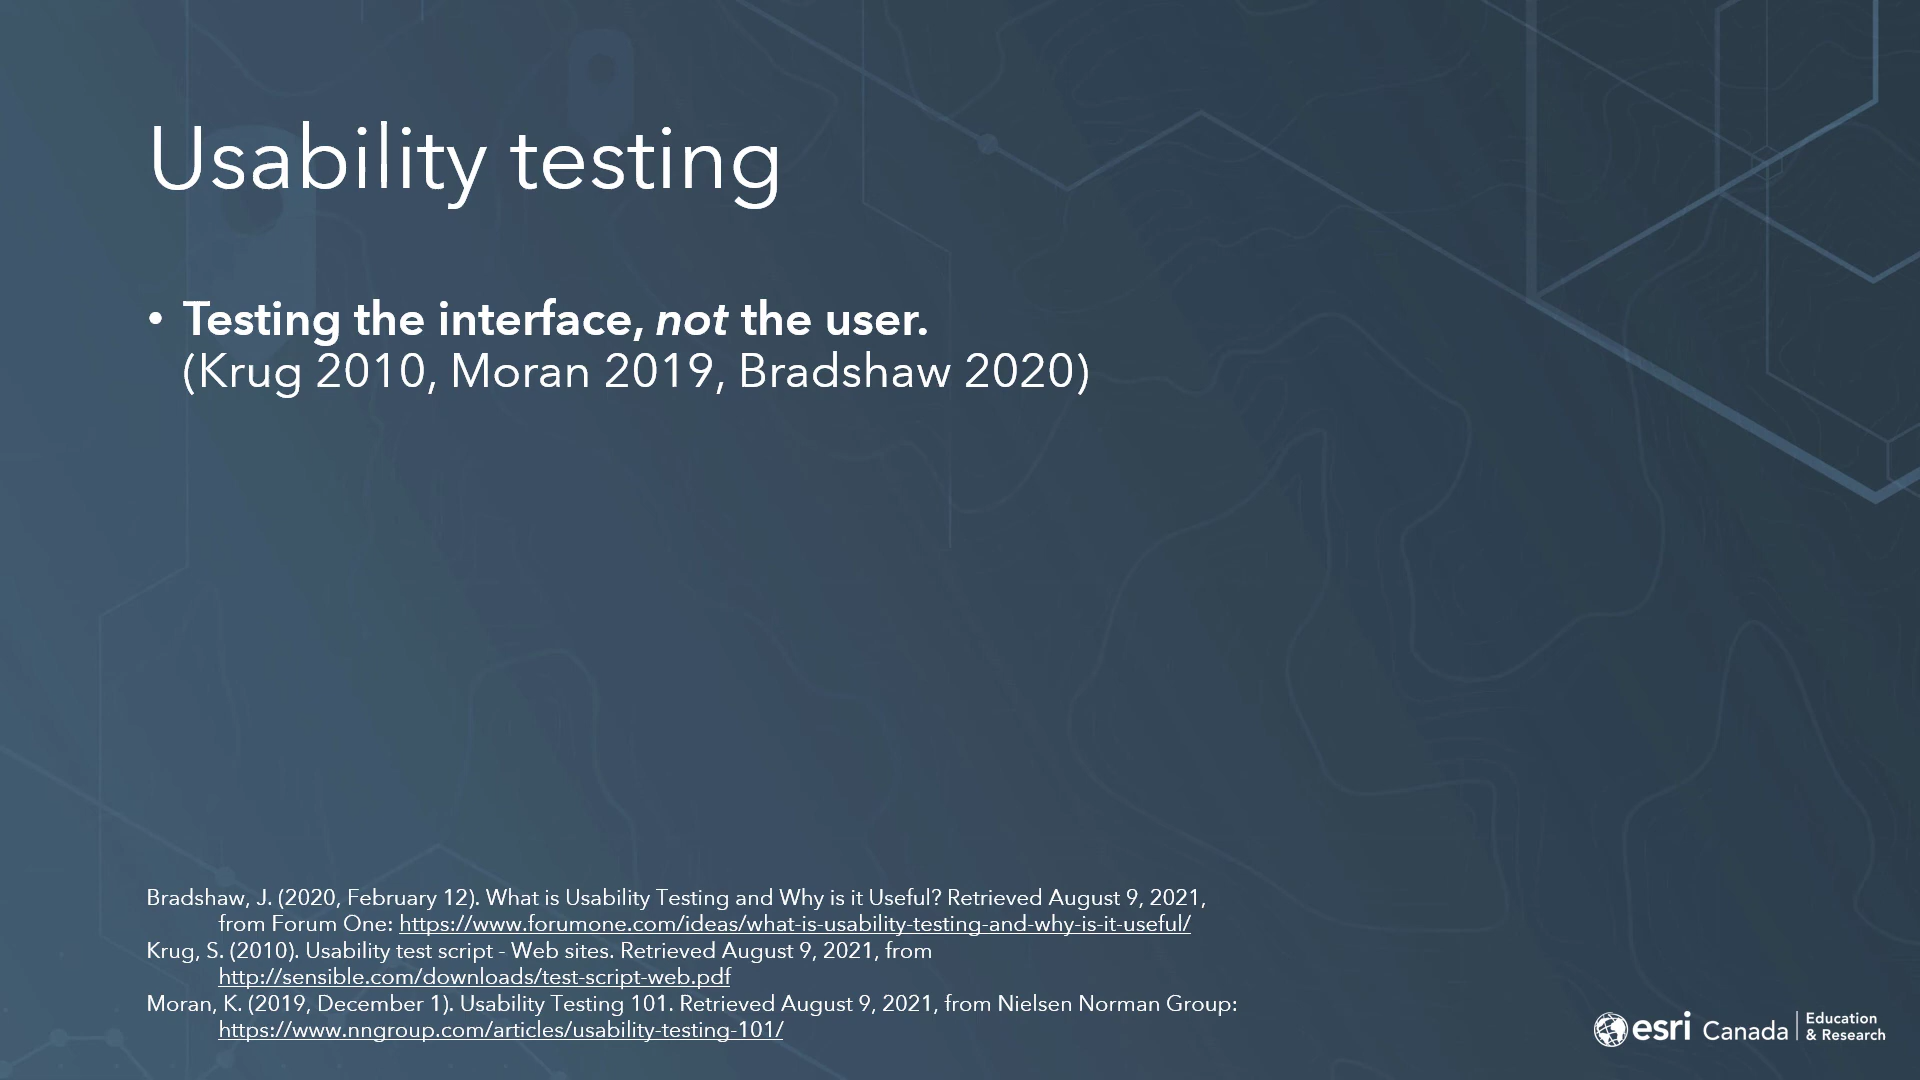 Usability testing
• Testing the interface, not the user.
(Krug 2010, Moran 2019, Bradshaw 2020)
Bradshaw, J. (2020, February 12). What is Usability Testing and Why is it Useful? Retrieved August 9, 2021,
from Forum One: https://www.forumone.com/ideas/what-is-usability-testing-and-why-is-it-useful/
Krug, S. (2010). Usability test script - Web sites. Retrieved August 9, 2021, from
http://sensible.com/downloads/test-script-web.pdf
Moran, K. (2019, December 1). Usability Testing 101. Retrieved August 9, 2021, from Nielsen Norman Group:
https://www.nngroup.com/articles/usability-testing-101/
esri Canada
Education
& Research